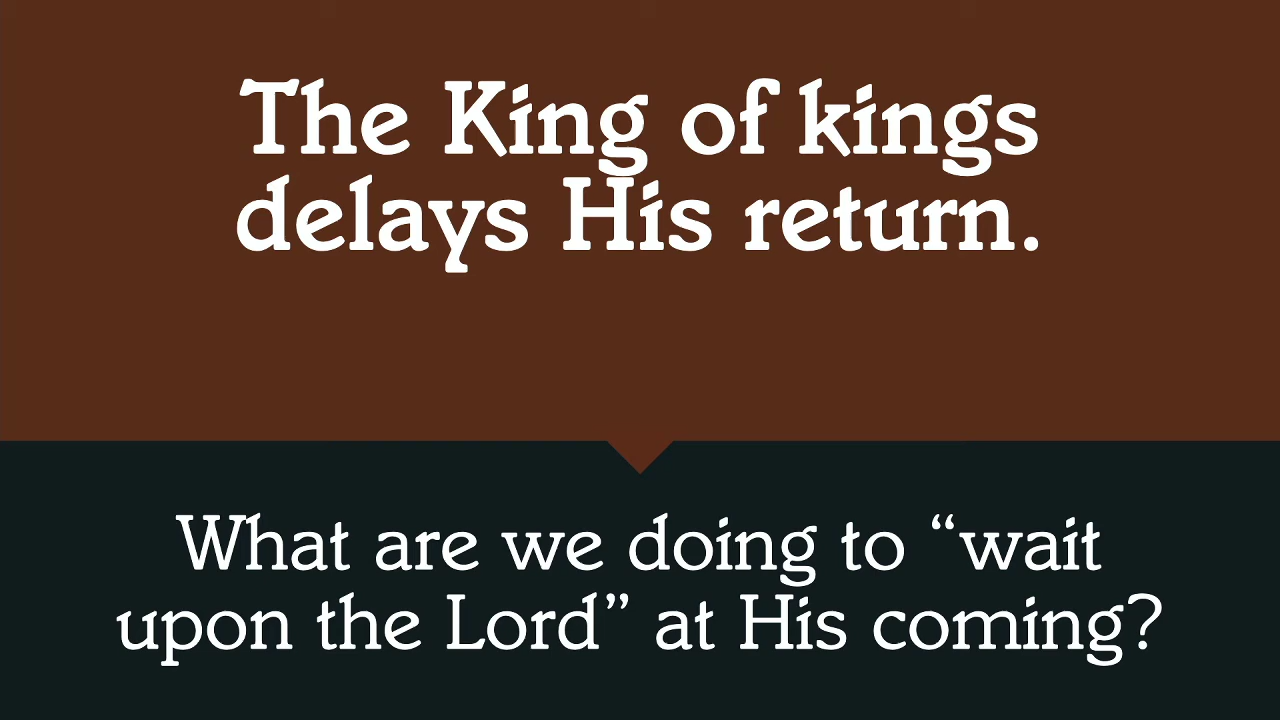 The King of kings
delays His return.
What are we doing to “wait
upon the Lord” at His coming?